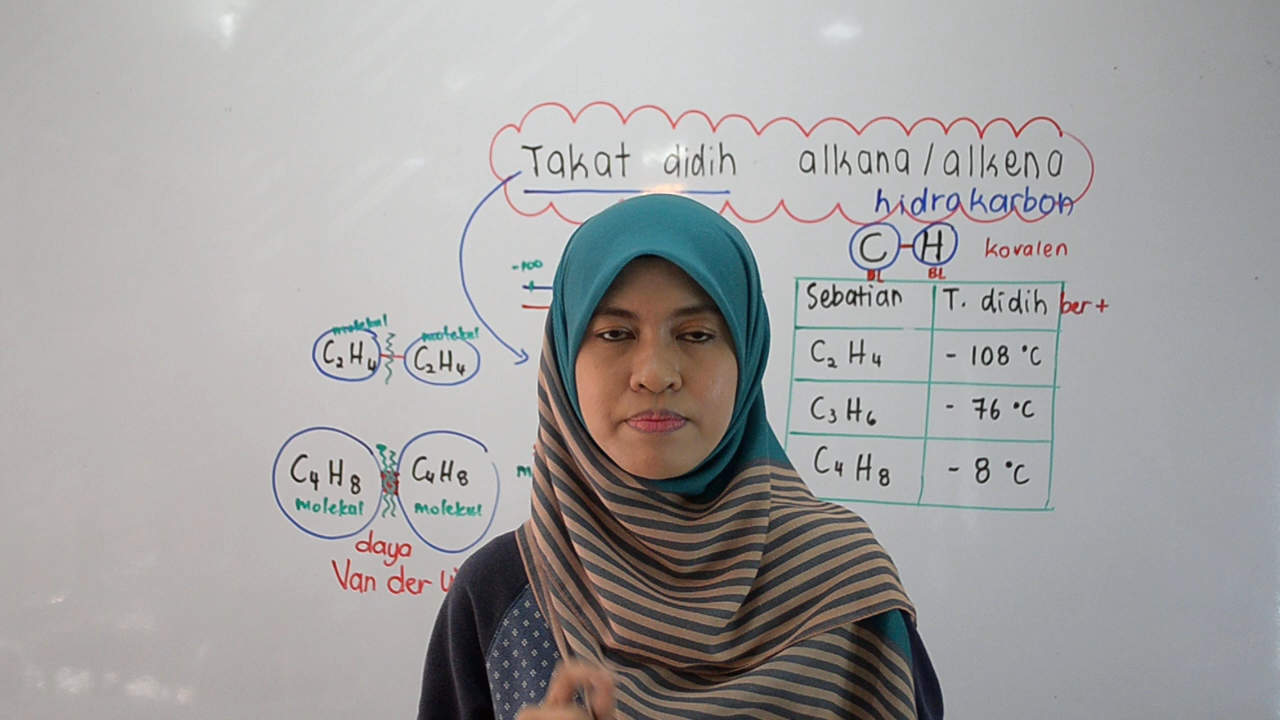 Takat didih alkana/alkena
hidrokarbon
C-H kovalen
BL BL
-100
Sebatian T. didih ber+
C₂H₄ - 108 °C
C₃H₆ - 76 °C
C₄H₈ - 8 °C
molekul molekul
C₂H₄ C₂H₄
C₄H₈ C₄H₈
molekul molekul
daya
Van der